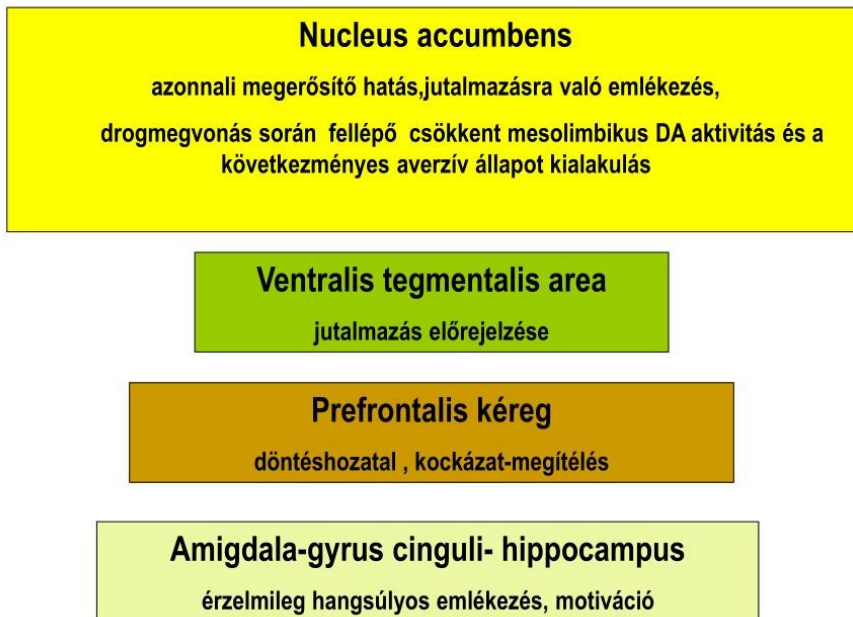 Nucleus accumbens
azonnali megerősítő hatás,jutalmazásra való emlékezés,
drogmegvonás során fellépő csökkent mesolimbikus DA aktivitás és a
következményes averzív állapot kialakulás
Ventralis tegmentalis area
jutalmazás előrejelzése
Prefrontalis kéreg
döntéshozatal , kockázat-megítélés
Amigdala-gyrus cinguli- hippocampus
érzelmileg hangsúlyos emlékezés, motiváció